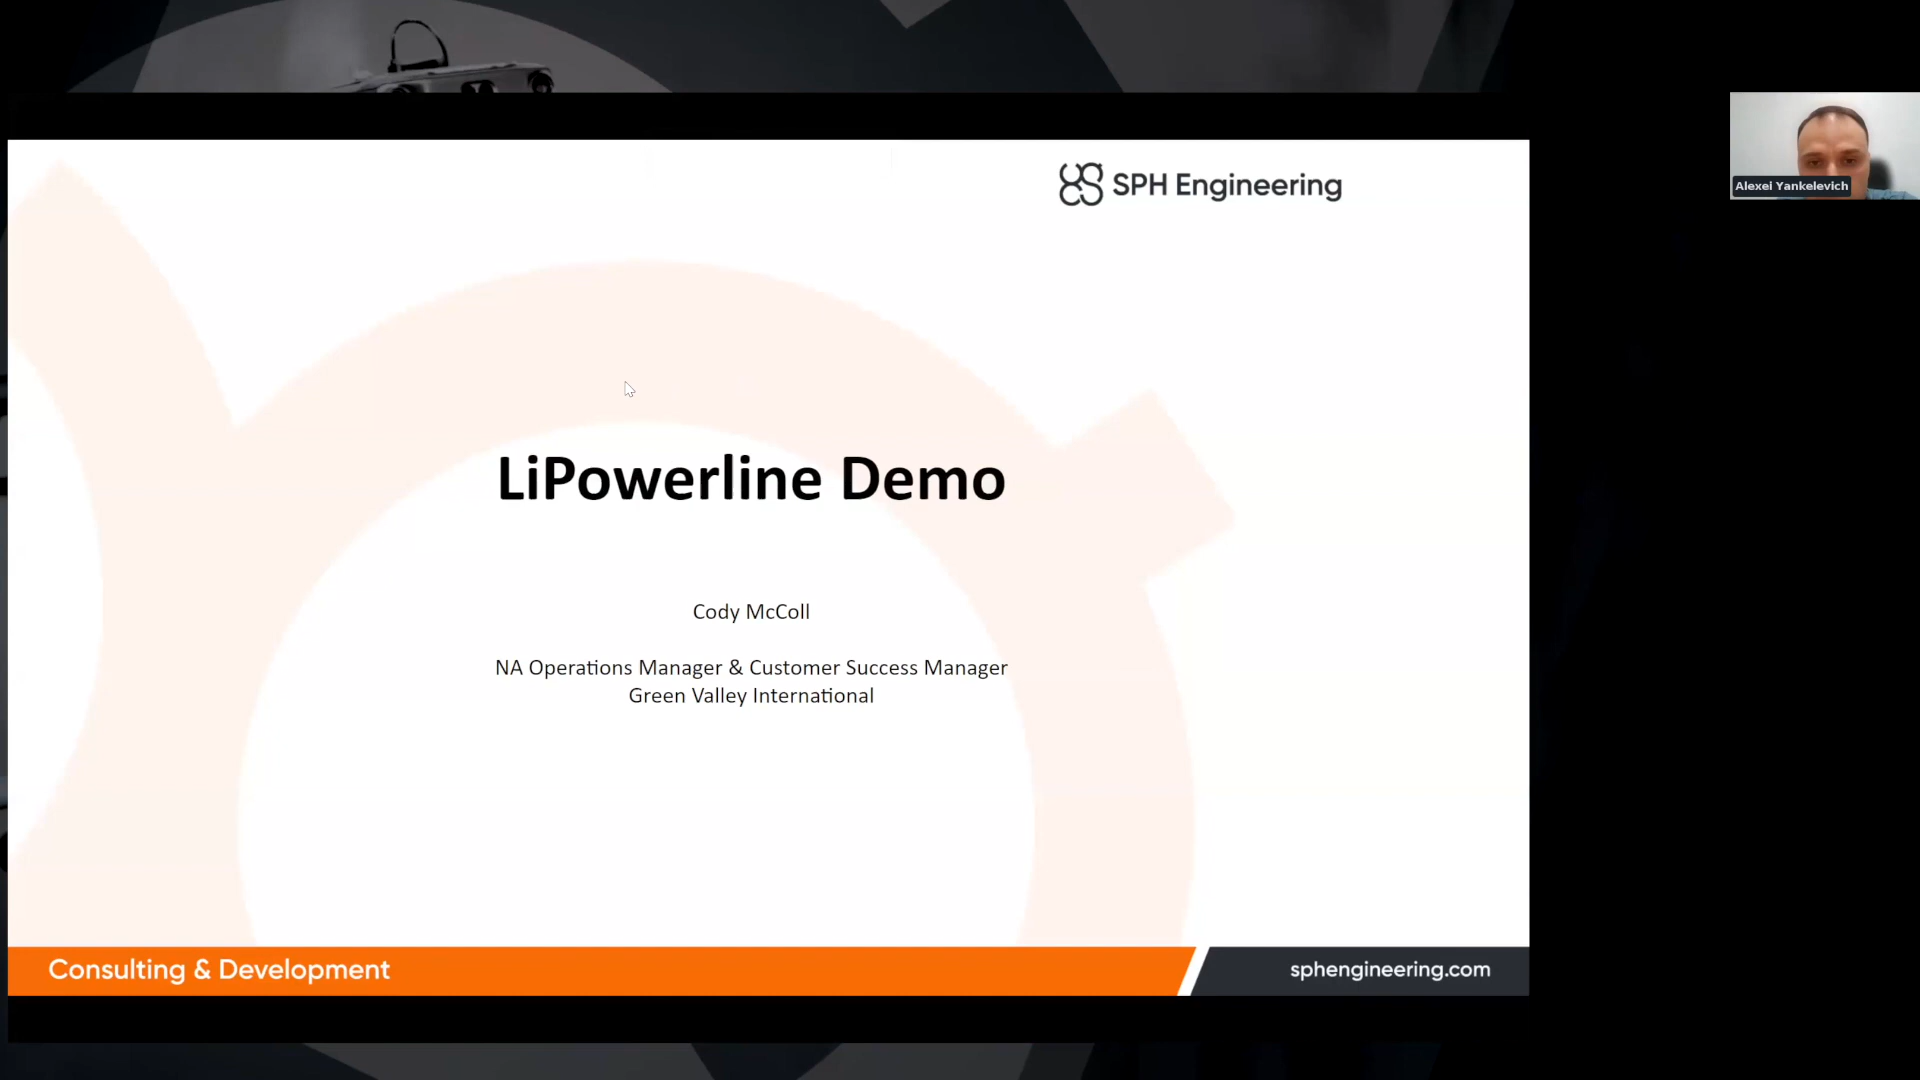 SPH Engineering
Alexei Yankelevich
LiPowerline Demo
Cody McColl
NA Operations Manager & Customer Success Manager
Green Valley International
Consulting & Development
sphengineering.com